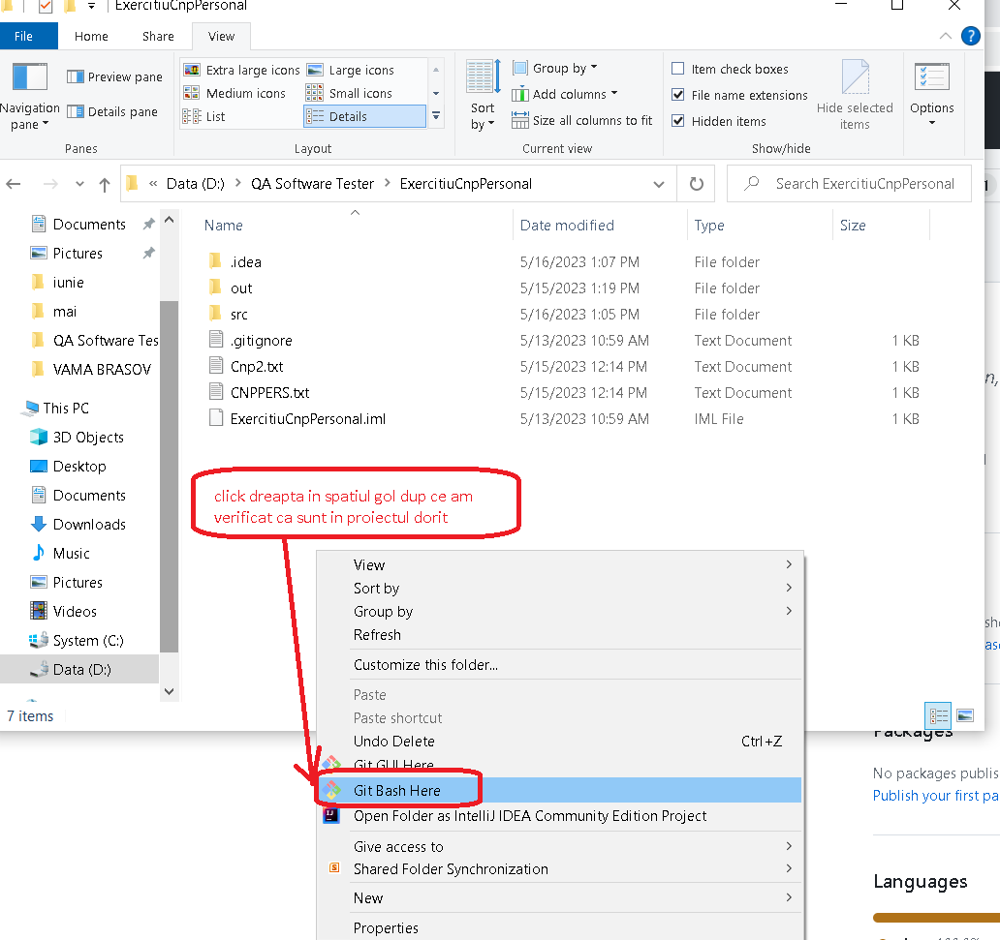 ExercitiuCnpPersonal
File Home Share View
Navigation pane
Preview pane
Details pane
Panes
Extra large icons Large icons
Medium icons Small icons
List Details
Layout
Sort by
Group by
Add columns
Size all columns to fit
Current view
Item check boxes
File name extensions
Hidden items
Hide selected items
Show/hide
Options
« Data (D:) > QA Software Tester > ExercitiuCnpPersonal
Search ExercitiuCnpPersonal
1
Documents
Pictures
iunie
mai
QA Software Tes
VAMA BRASOV
This PC
3D Objects
Desktop
Documents
Downloads
Music
Pictures
Videos
System (C:)
Data (D:)
Name Date modified Type Size
.idea 5/16/2023 1:07 PM File folder
out 5/15/2023 1:19 PM File folder
src 5/16/2023 1:05 PM File folder
.gitignore 5/13/2023 10:59 AM Text Document 1 KB
Cnp2.txt 5/15/2023 12:14 PM Text Document 1 KB
CNPPERS.txt 5/15/2023 12:14 PM Text Document 1 KB
ExercitiuCnpPersonal.iml 5/13/2023 10:59 AM IML File 1 KB
click dreapta in spatiul gol dup ce am
verificat ca sunt in proiectul dorit
View
Sort by
Group by
Refresh
Customize this folder...
Paste
Paste shortcut
Undo Delete Ctrl+Z
Git GUI Here
Git Bash Here
Open Folder as IntelliJ IDEA Community Edition Project
Give access to
Shared Folder Synchronization
New
Properties
7 items
Packages
No packages publis
Publish your first pa
Languages